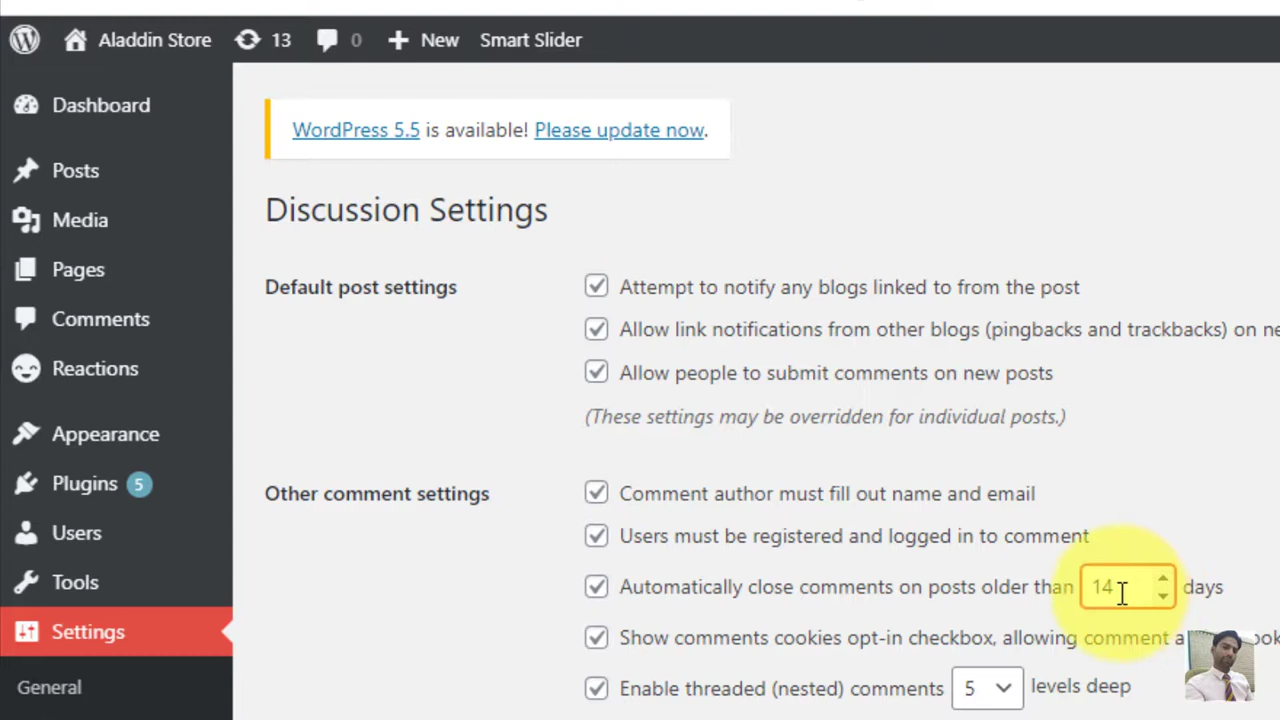 Aladdin Store 13 0 New Smart Slider
Dashboard
Posts
Media
Pages
Comments
Reactions
Appearance
Plugins 5
Users
Tools
Settings
General
WordPress 5.5 is available! Please update now.
Discussion Settings
Default post settings
Attempt to notify any blogs linked to from the post
Allow link notifications from other blogs (pingbacks and trackbacks) on
Allow people to submit comments on new posts
(These settings may be overridden for individual posts.)
Other comment settings
Comment author must fill out name and email
Users must be registered and logged in to comment
Automatically close comments on posts older than 14 days
Show comments cookies opt-in checkbox, allowing comment
Enable threaded (nested) comments 5 levels deep